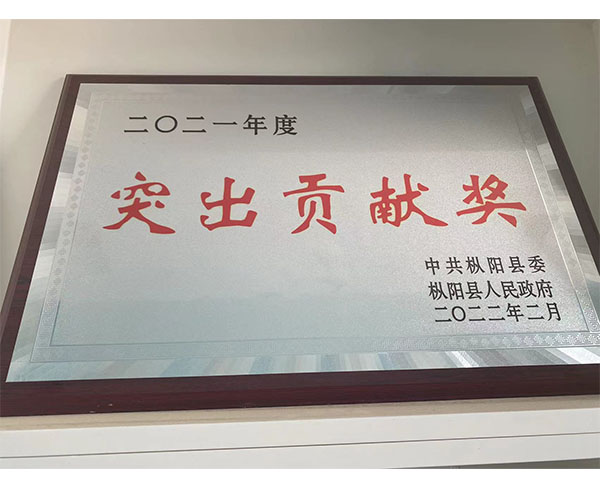 二〇二一年度
突出贡献奖
中共枞阳县委
枞阳县人民政府
二〇二二年二月